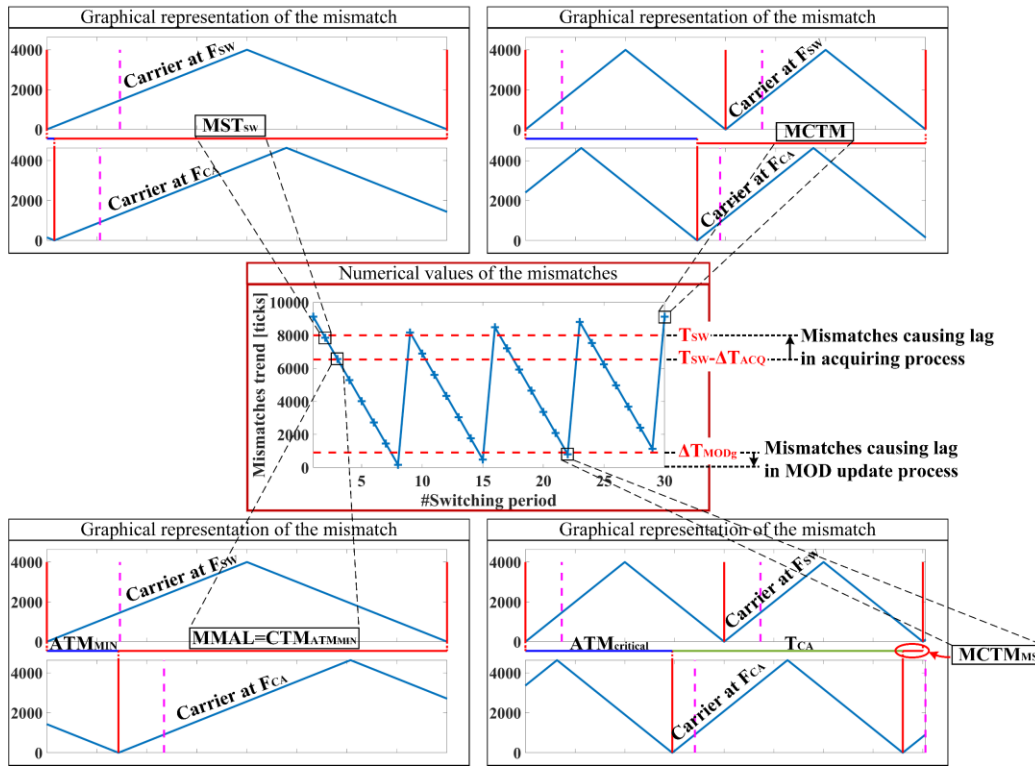 Graphical representation of the mismatch
4000
2000
0
Carrier at FSW
MSTSW
4000
2000
0
Carrier at FCA
Graphical representation of the mismatch
4000
2000
0
Carrier at FSW
MCTM
4000
2000
0
Carrier at FCA
Numerical values of the mismatches
Mismatches trend [ticks]
10000
8000
6000
4000
2000
0
5
10
15
20
25
30
#Switching period
TSW
TSW-ΔTACQ
Mismatches causing lag
in acquiring process
ΔTMODg
Mismatches causing lag
in MOD update process
Graphical representation of the mismatch
4000
2000
0
Carrier at FSW
ATMMIN
MMAL=CTMATMMIN
4000
2000
0
Carrier at FCA
Graphical representation of the mismatch
4000
2000
0
Carrier at FSW
ATMcritical
TCA
MCTMMS
4000
2000
0
Carrier at FCA